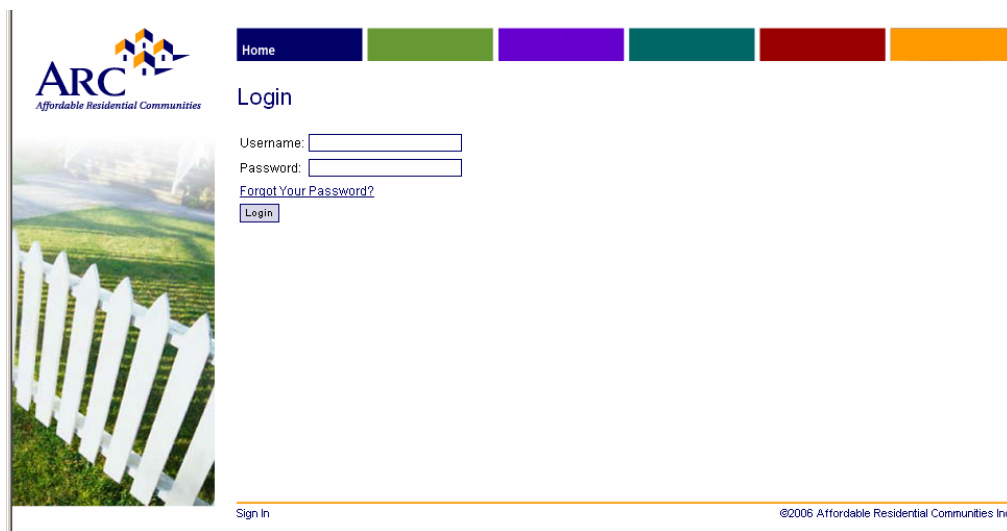 ARC
Affordable Residential Communities
Home
Login
Username:
Password:
Forgot Your Password?
Login
Sign In
©2006 Affordable Residential Communities Inc